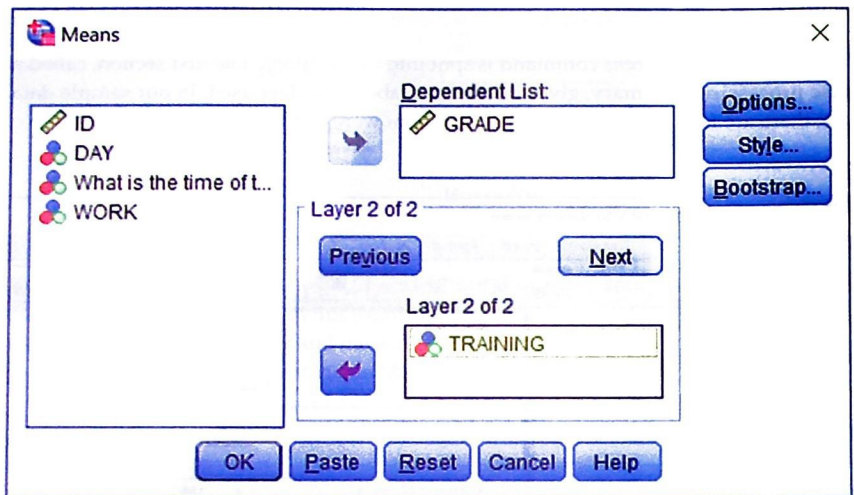 Means
ID
DAY
What is the time of t...
WORK
Dependent List:
GRADE
Options...
Style...
Bootstrap...
Layer 2 of 2
Previous
Next
Layer 2 of 2
TRAINING
OK
Paste
Reset
Cancel
Help